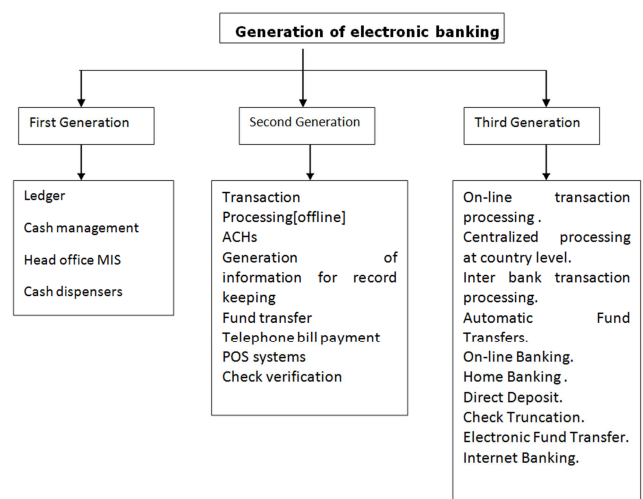 Generation of electronic banking
First Generation
Second Generation
Third Generation
Ledger
Cash management
Head office MIS
Cash dispensers
Transaction
Processing[offline]
ACHs
Generation of
information for record
keeping
Fund transfer
Telephone bill payment
POS systems
Check verification
On-line transaction
processing .
Centralized processing
at country level.
Inter bank transaction
processing.
Automatic Fund
Transfers.
On-line Banking.
Home Banking .
Direct Deposit.
Check Truncation.
Electronic Fund Transfer.
Internet Banking.